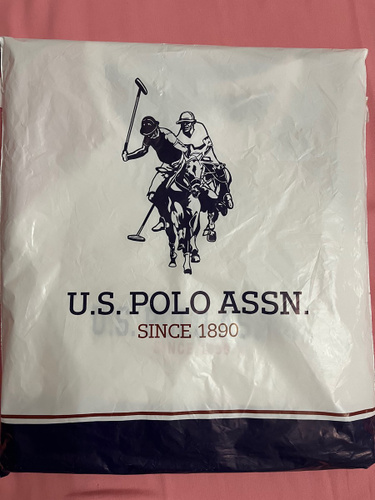 U.S. POLO ASSN.
SINCE 1890